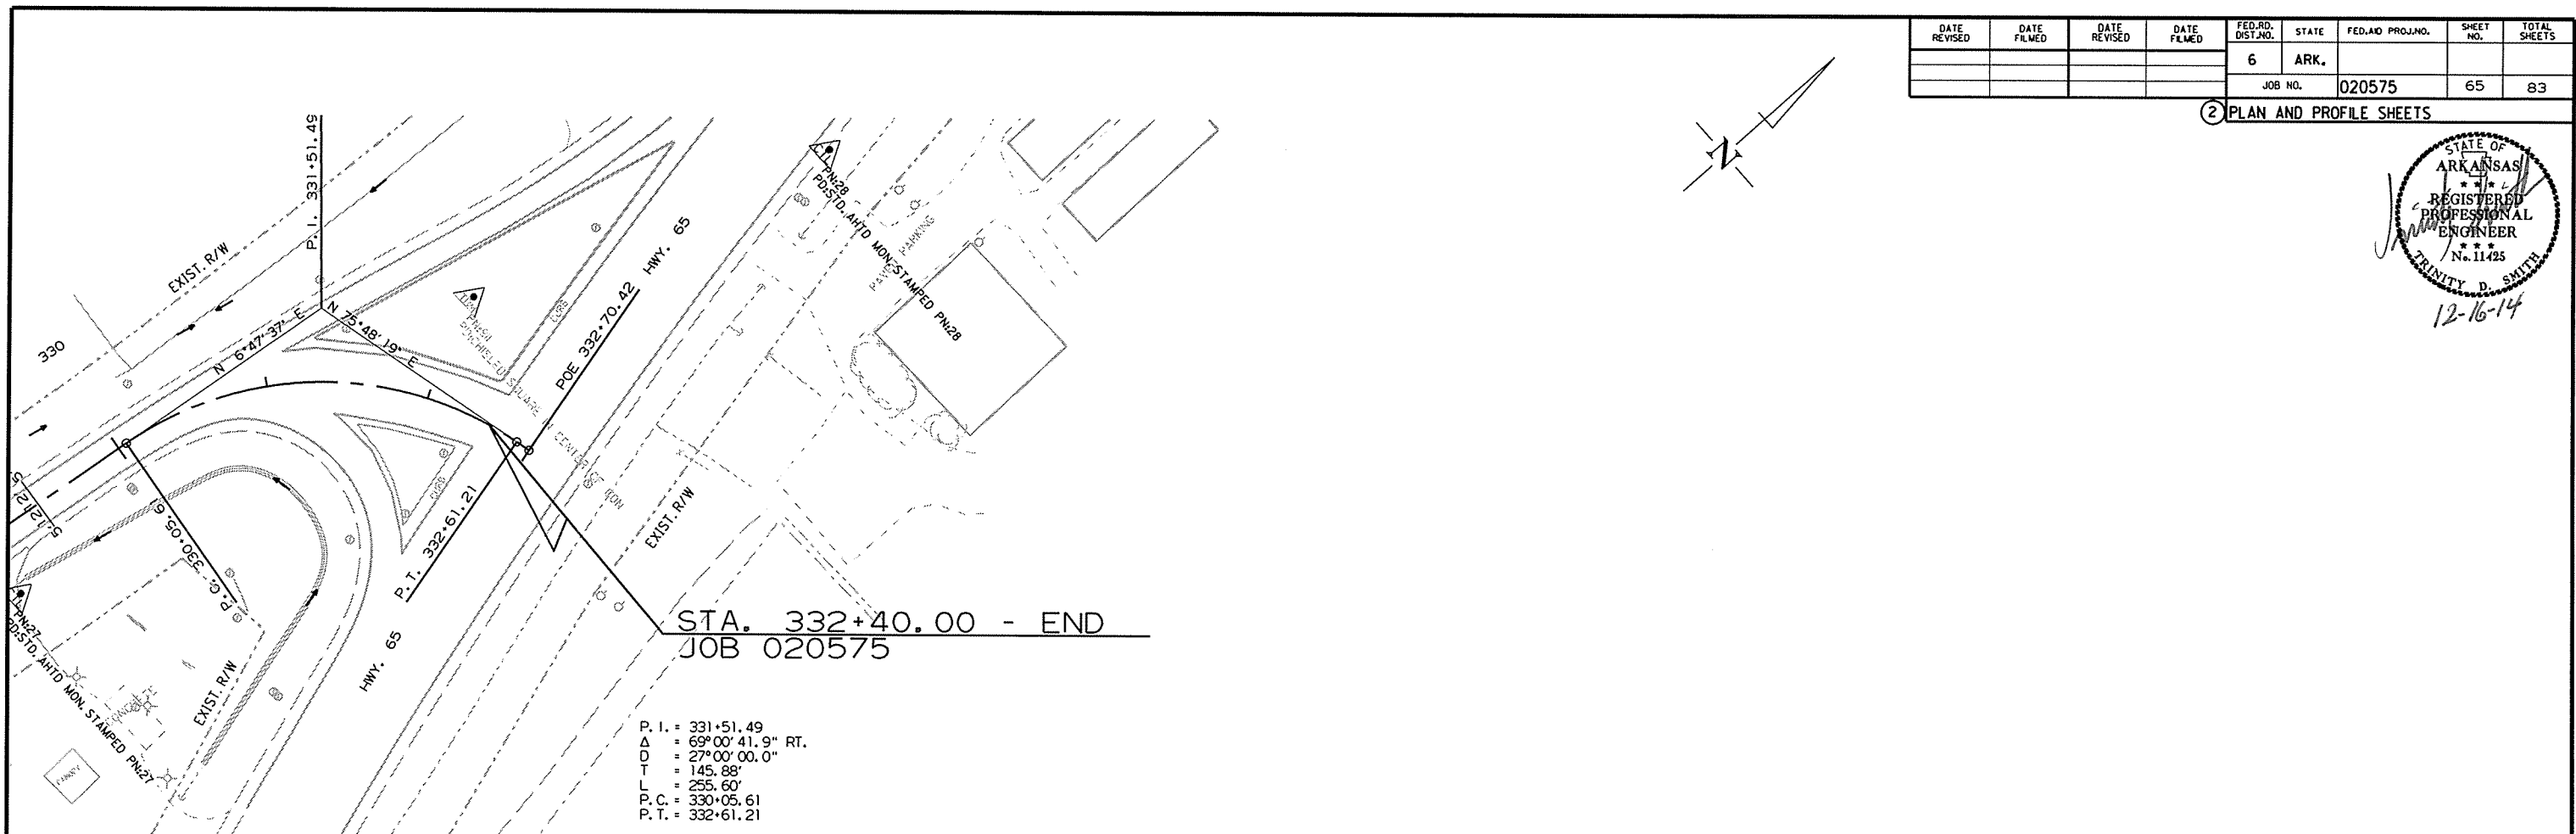 DATE REVISED
DATE FILMED
DATE REVISED
DATE FILMED
FED.RD. DIST.NO.
STATE
FED.AID PROJ.NO.
SHEET NO.
TOTAL SHEETS
6
ARK.
JOB NO.
020575
65
83
2 PLAN AND PROFILE SHEETS
STATE OF
ARKANSAS
REGISTERED
PROFESSIONAL
ENGINEER
No. 11425
TRINITY D. SMITH
12-16-14
N
P. I. 331+51.49
EXIST. R/W
330
N 6°47'37" E
N 75°48'19" E
CURB
POE 332+70.42
HWY. 65
PN:28
PD:STD. AHTD MON. STAMPED PN:28
PARKING
CURB
P. C. 330+05.61
P. T. 332+61.21
EXIST. R/W
HWY. 65
EXIST. R/W
PN:27
PD:STD. AHTD MON. STAMPED PN:27
STA. 332+40.00 - END
JOB 020575
P. I. = 331+51.49
Δ = 69°00'41.9" RT.
D = 27°00'00.0"
T = 145.88'
L = 255.60'
P. C. = 330+05.61
P. T. = 332+61.21